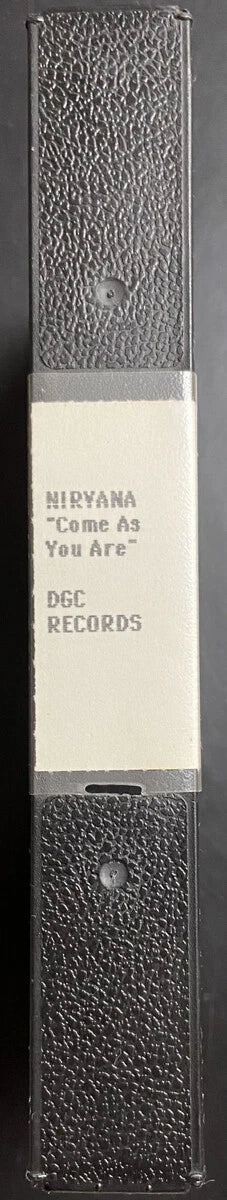 NIRVANA
"Come As
You Are"
DGC
RECORDS